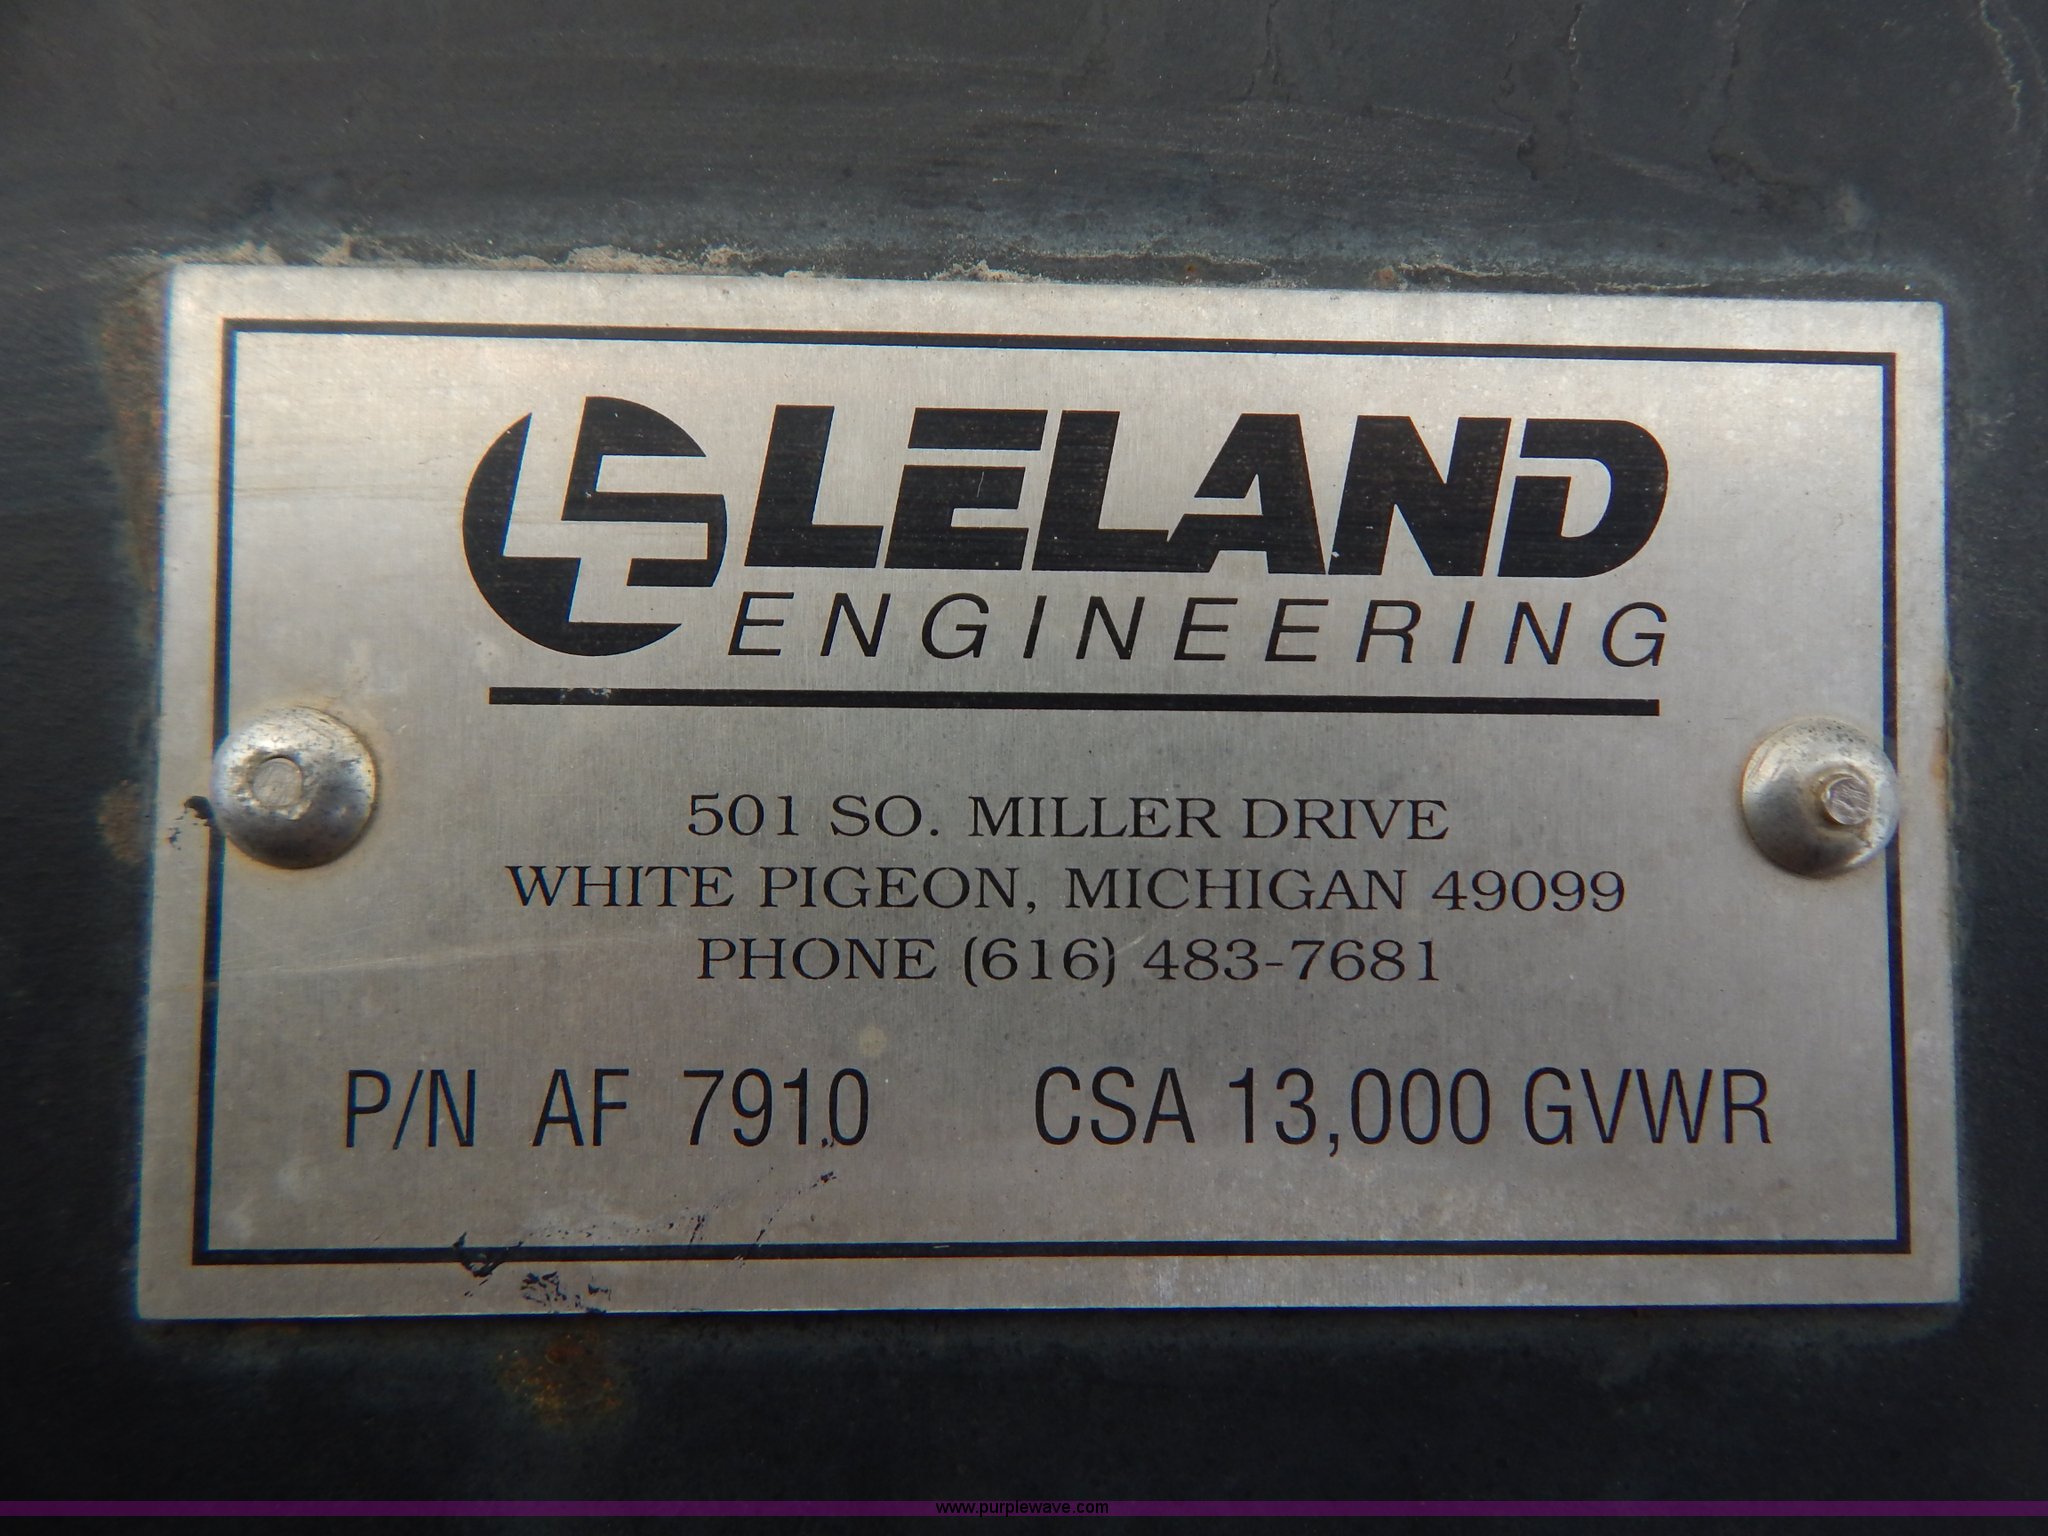 LELAND
ENGINEERING
501 SO. MILLER DRIVE
WHITE PIGEON, MICHIGAN 49099
PHONE (616) 483-7681
P/N AF 7910 CSA 13,000 GVWR
www.purplewave.com